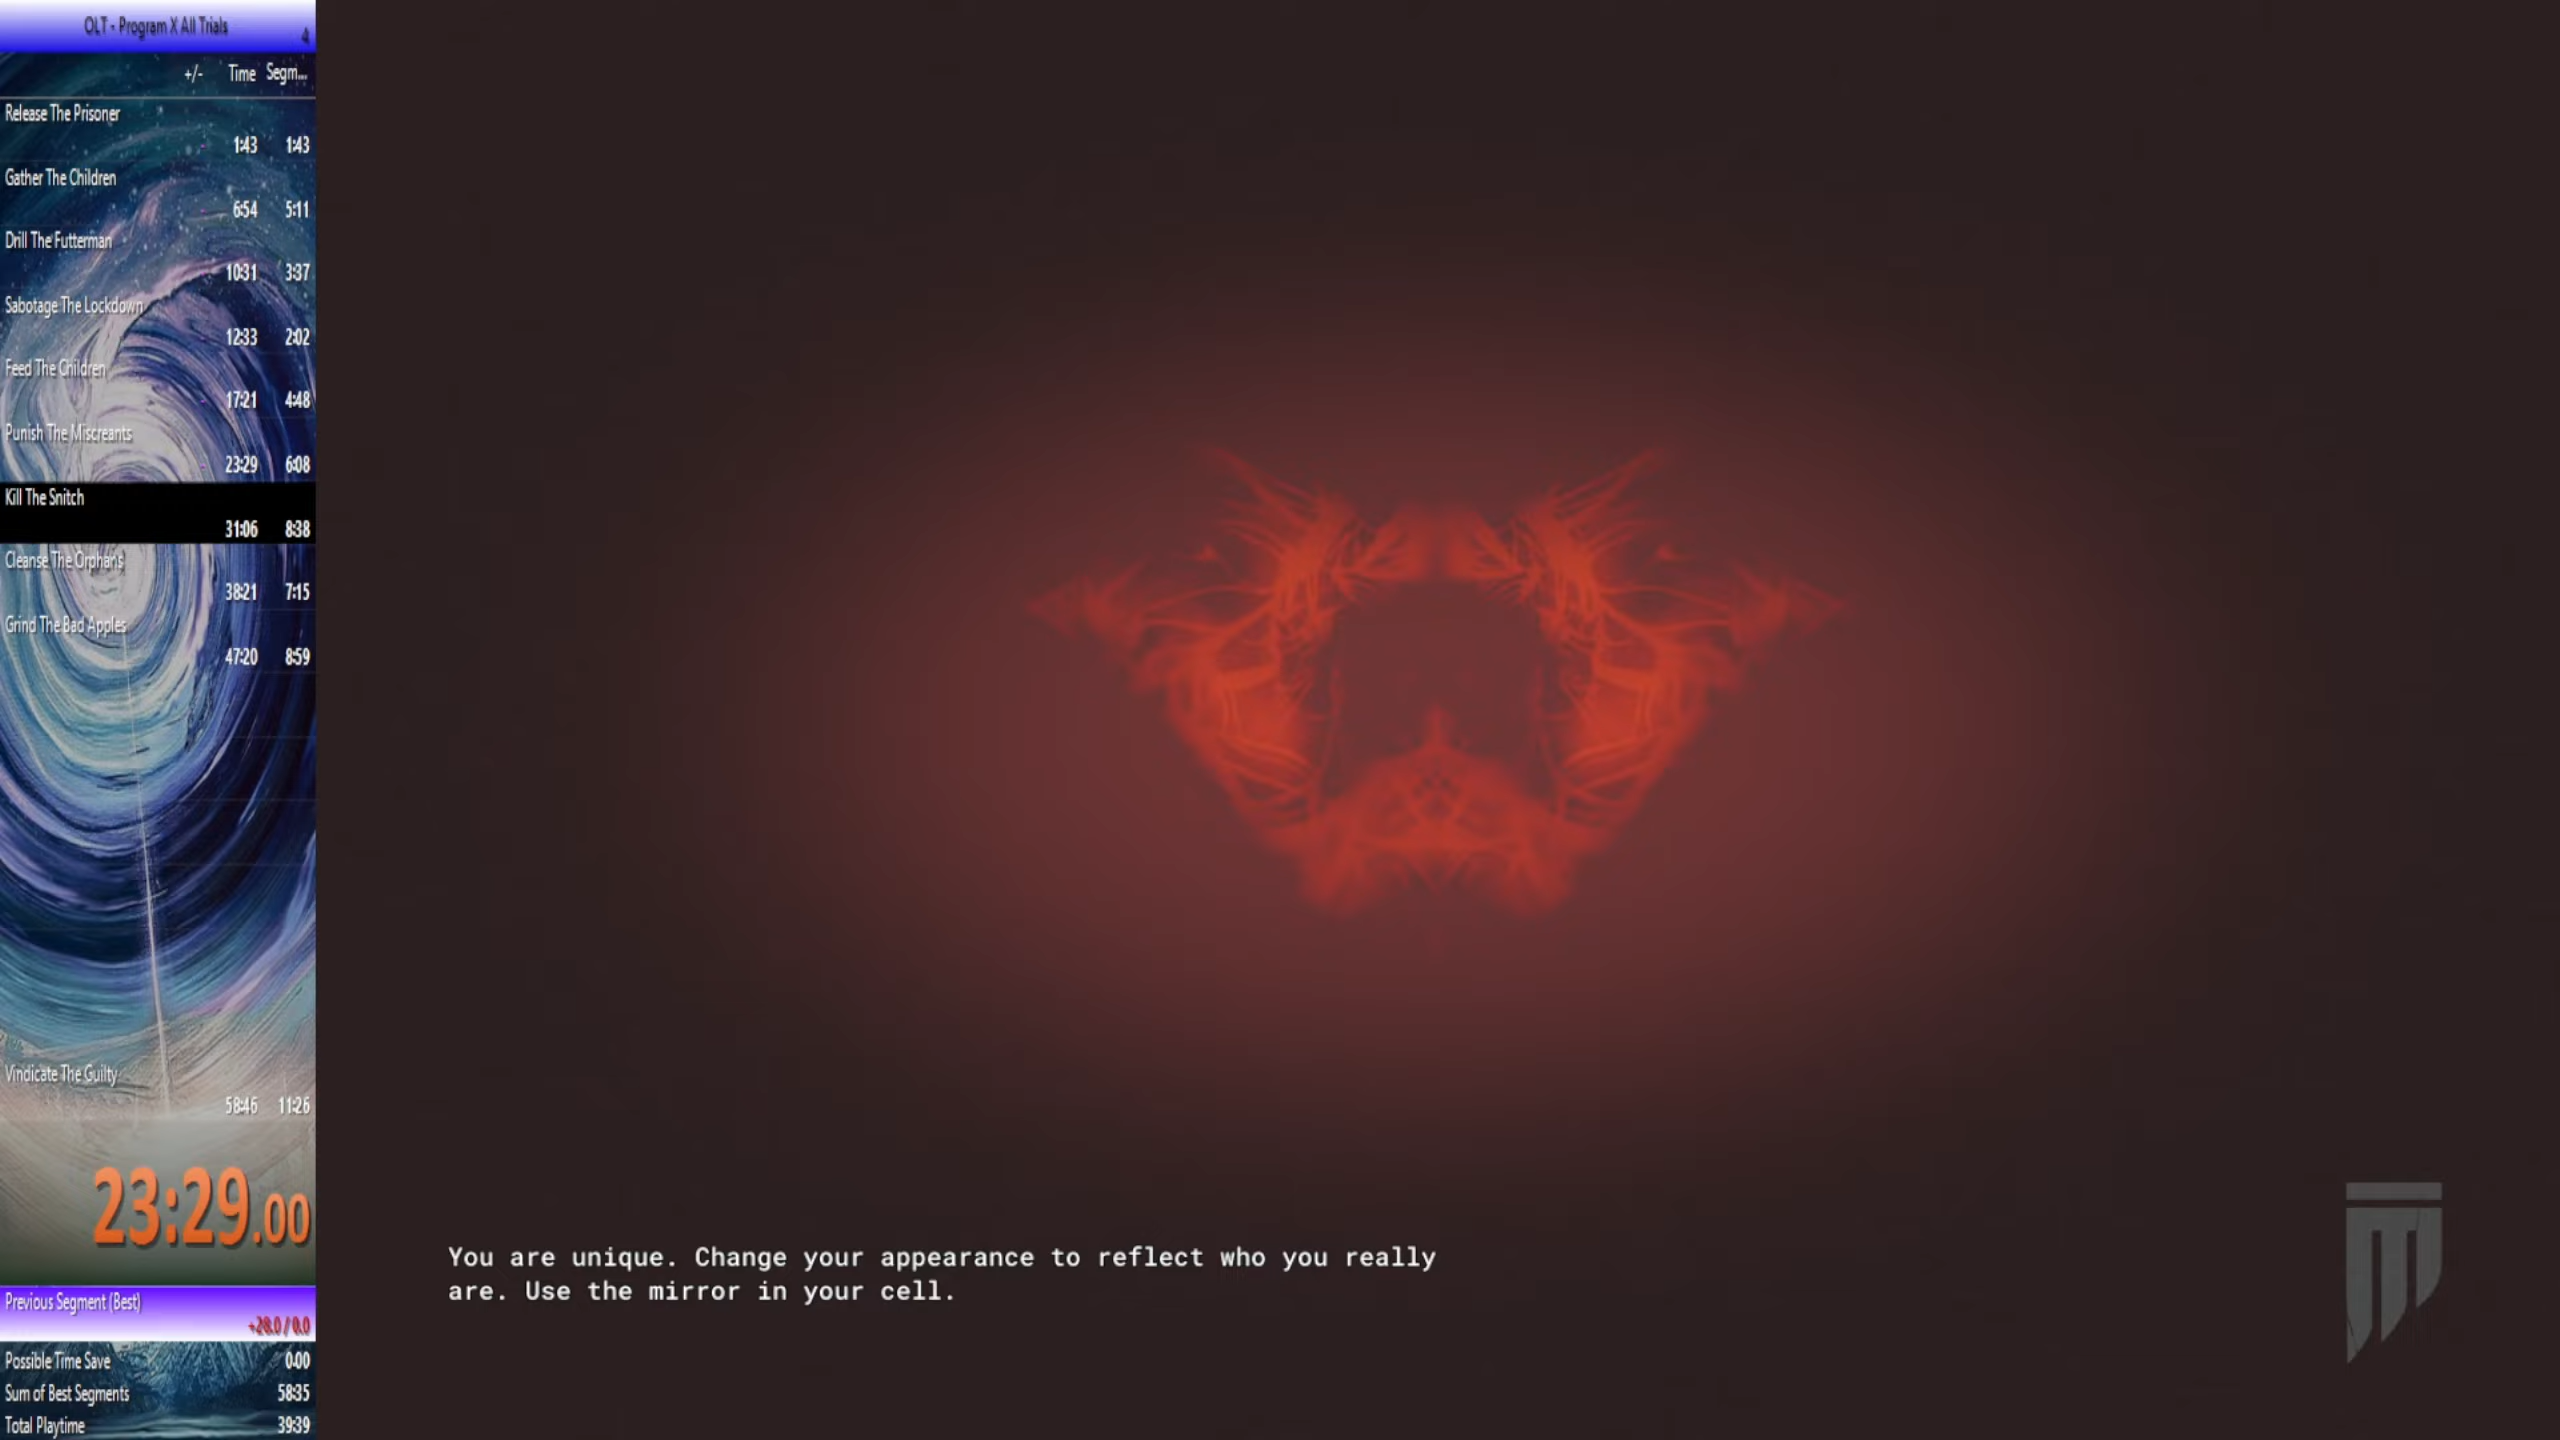 OLT - Program X All Trials
4
+/- Time Segm...
Release The Prisoner
1:43 1:43
Gather The Children
6:54 5:11
Drill The Futterman
10:31 3:37
Sabotage The Lockdown
12:33 2:02
Feed The Children
17:21 4:48
Punish The Miscreants
23:29 6:08
Kill The Snitch
31:06 8:38
Cleanse The Orphans
38:21 7:15
Grind The Bad Apples
47:20 8:59
Vindicate The Guilty
58:46 11:26
23:29.00
Previous Segment (Best)
+28.0 / 0.0
Possible Time Save 0.00
Sum of Best Segments 58:35
Total Playtime 39:39
You are unique. Change your appearance to reflect who you really
are. Use the mirror in your cell.